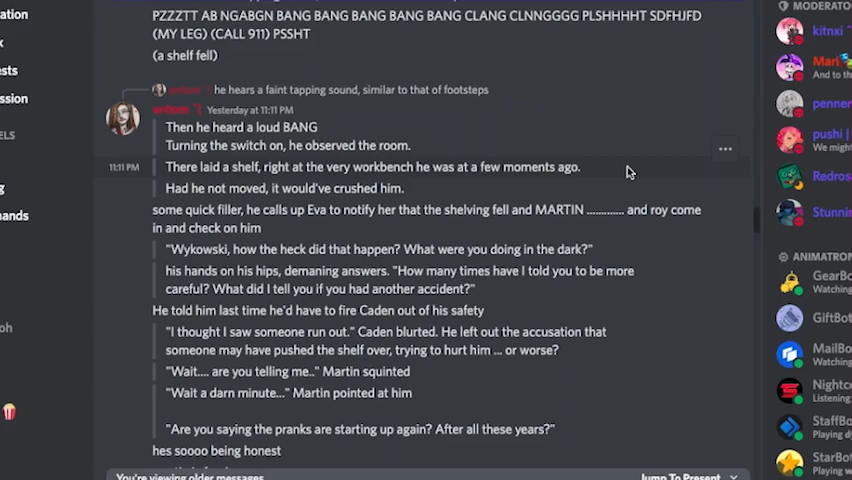 PZZZTT AB NGABGN BANG BANG BANG BANG BANG CLANG CLNNGGGG PLSHHHHT SDFHJFD
(MY LEG) (CALL 911) PSSHT
(a shelf fell)
he hears a faint tapping sound, similar to that of footsteps
Yesterday at 11:11 PM
Then he heard a loud BANG
Turning the switch on, he observed the room.
11:11 PM
There laid a shelf, right at the very workbench he was at a few moments ago.
Had he not moved, it would've crushed him.
some quick filler, he calls up Eva to notify her that the shelving fell and MARTIN ............. and roy come
in and check on him
"Wykowski, how the heck did that happen? What were you doing in the dark?"
his hands on his hips, demaning answers. "How many times have I told you to be more
careful? What did I tell you if you had another accident?"
He told him last time he'd have to fire Caden out of his safety
"I thought I saw someone run out." Caden blurted. He left out the accusation that
someone may have pushed the shelf over, trying to hurt him ... or worse?
"Wait.... are you telling me.." Martin squinted
"Wait a darn minute..." Martin pointed at him
"Are you saying the pranks are starting up again? After all these years?"
hes soooo being honest
You're viewing older messages
Jump To Present
ation
x
ests
ssion
ELS
g
mands
oh
MODERATO
kitnxi
Mari
And to th
penner
pushi |
We might
Redros
Stunnin
ANIMATRON
GearBo
Watching
GiftBot
MailBo
Watching
Nightc
Listening
StaffBo
Playing dy
StarBot
Playing w